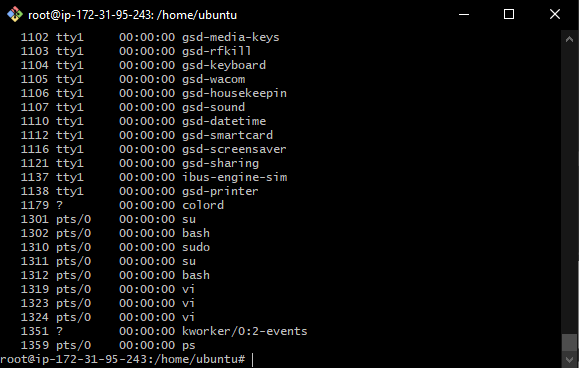 root@ip-172-31-95-243: /home/ubuntu
1102 tty1 00:00:00 gsd-media-keys
1103 tty1 00:00:00 gsd-rfkill
1104 tty1 00:00:00 gsd-keyboard
1105 tty1 00:00:00 gsd-wacom
1106 tty1 00:00:00 gsd-housekeepin
1107 tty1 00:00:00 gsd-sound
1110 tty1 00:00:00 gsd-datetime
1112 tty1 00:00:00 gsd-smartcard
1116 tty1 00:00:00 gsd-screensaver
1121 tty1 00:00:00 gsd-sharing
1137 tty1 00:00:00 ibus-engine-sim
1138 tty1 00:00:00 gsd-printer
1179 ? 00:00:00 colord
1301 pts/0 00:00:00 su
1302 pts/0 00:00:00 bash
1310 pts/0 00:00:00 sudo
1311 pts/0 00:00:00 su
1312 pts/0 00:00:00 bash
1319 pts/0 00:00:00 vi
1323 pts/0 00:00:00 vi
1324 pts/0 00:00:00 vi
1351 ? 00:00:00 kworker/0:2-events
1359 pts/0 00:00:00 ps
root@ip-172-31-95-243:/home/ubuntu#